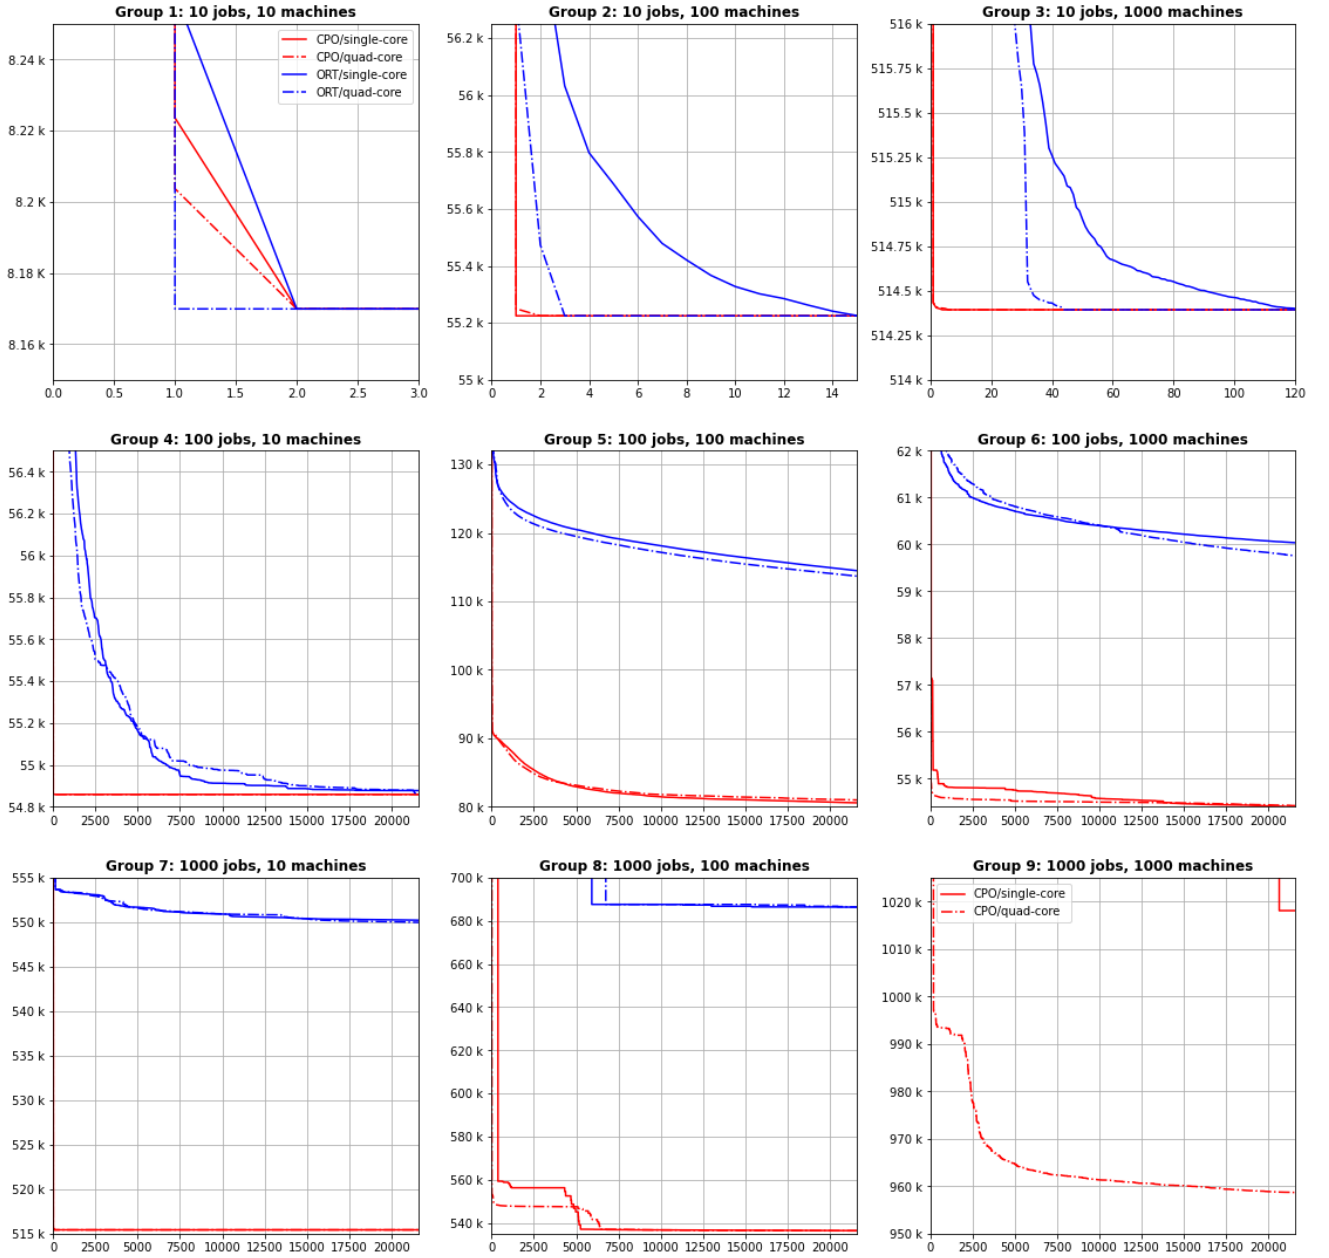 Group 1: 10 jobs, 10 machines
8.24 k
8.22 k
8.2 k
8.18 K
8.16 k
0.0 0.5 1.0 1.5 2.0 2.5 3.0
CPO/single-core
CPO/quad-core
ORT/single-core
ORT/quad-core
Group 2: 10 jobs, 100 machines
56.2 k
56 k
55.8 k
55.6 k
55.4 k
55.2 k
55 k
0 2 4 6 8 10 12 14
Group 3: 10 jobs, 1000 machines
516 k
515.75 k
515.5 k
515.25 k
515 k
514.75 k
514.5 k
514.25 k
514 k
0 20 40 60 80 100 120
Group 4: 100 jobs, 10 machines
56.4 k
56.2 k
56 k
55.8 k
55.6 k
55.4 k
55.2 k
55 k
54.8 k
0 2500 5000 7500 10000 12500 15000 17500 20000
Group 5: 100 jobs, 100 machines
130 k
120 k
110 k
100 k
90 k
80 k
0 2500 5000 7500 10000 12500 15000 17500 20000
Group 6: 100 jobs, 1000 machines
62 k
61 k
60 k
59 k
58 k
57 k
56 k
55 k
0 2500 5000 7500 10000 12500 15000 17500 20000
Group 7: 1000 jobs, 10 machines
555 k
550 k
545 k
540 k
535 k
530 k
525 k
520 k
515 k
0 2500 5000 7500 10000 12500 15000 17500 20000
Group 8: 1000 jobs, 100 machines
700 k
680 k
660 k
640 k
620 k
600 k
580 k
560 k
540 k
0 2500 5000 7500 10000 12500 15000 17500 20000
Group 9: 1000 jobs, 1000 machines
1020 k
1010 k
1000 k
990 k
980 k
970 k
960 k
950 k
0 2500 5000 7500 10000 12500 15000 17500 20000
CPO/single-core
CPO/quad-core